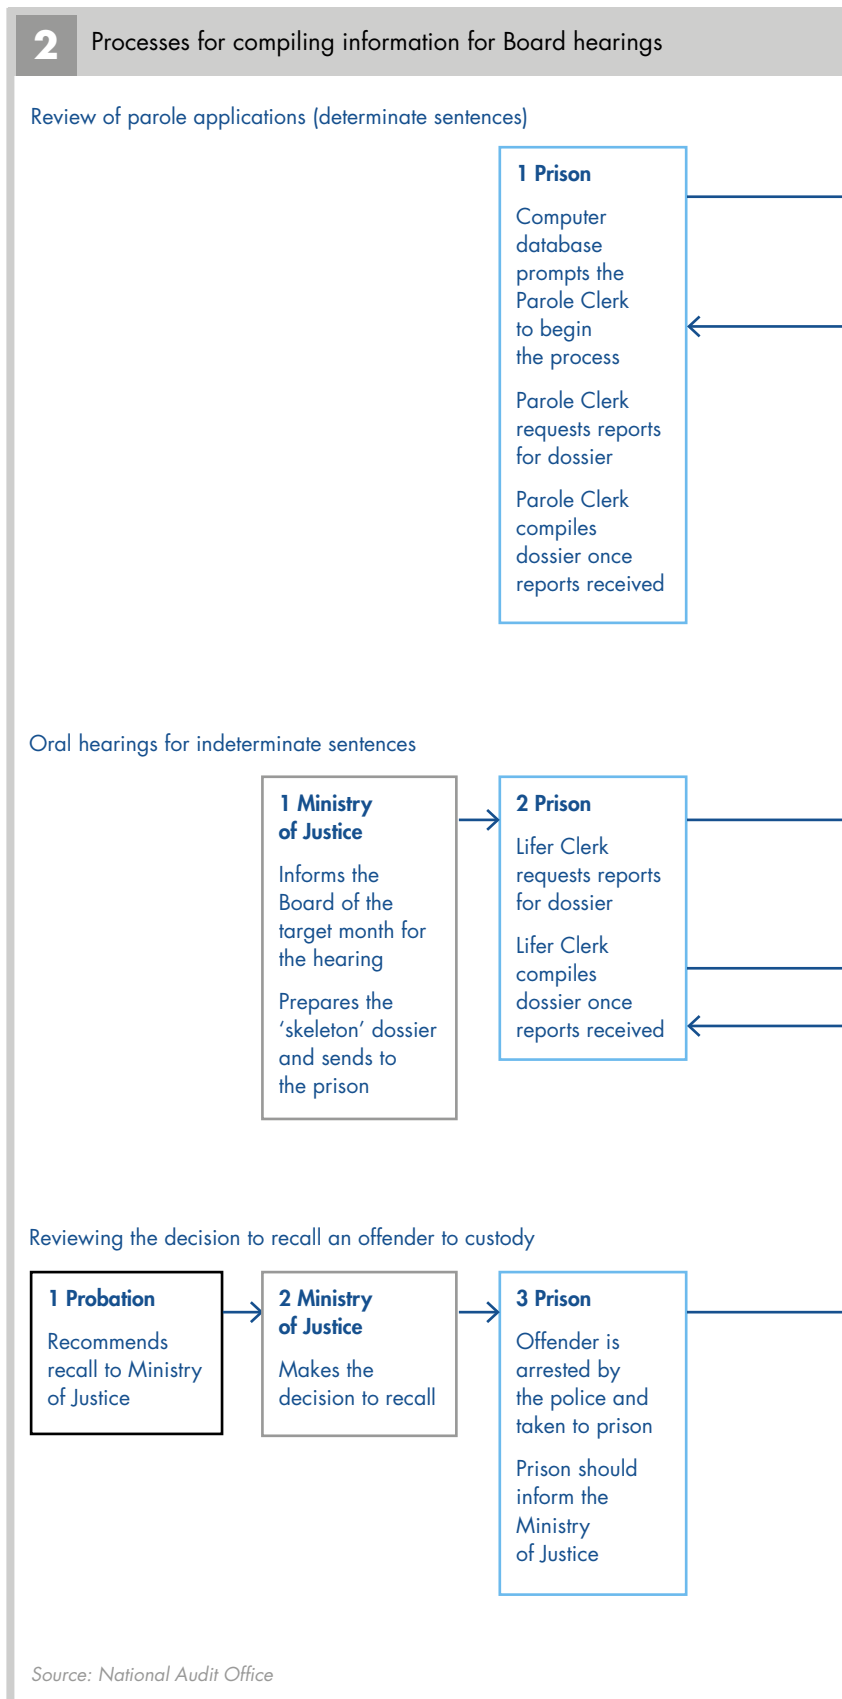 2
Processes for compiling information for Board hearings
Review of parole applications (determinate sentences)
1 Prison
Computer
database
prompts the
Parole Clerk
to begin
the process
Parole Clerk
requests reports
for dossier
Parole Clerk
compiles
dossier once
reports received
Oral hearings for indeterminate sentences
1 Ministry
of Justice
Informs the
Board of the
target month for
the hearing
Prepares the
‘skeleton’ dossier
and sends to
the prison
2 Prison
Lifer Clerk
requests reports
for dossier
Lifer Clerk
compiles
dossier once
reports received
Reviewing the decision to recall an offender to custody
1 Probation
Recommends
recall to Ministry
of Justice
2 Ministry
of Justice
Makes the
decision to recall
3 Prison
Offender is
arrested by
the police and
taken to prison
Prison should
inform the
Ministry
of Justice
Source: National Audit Office